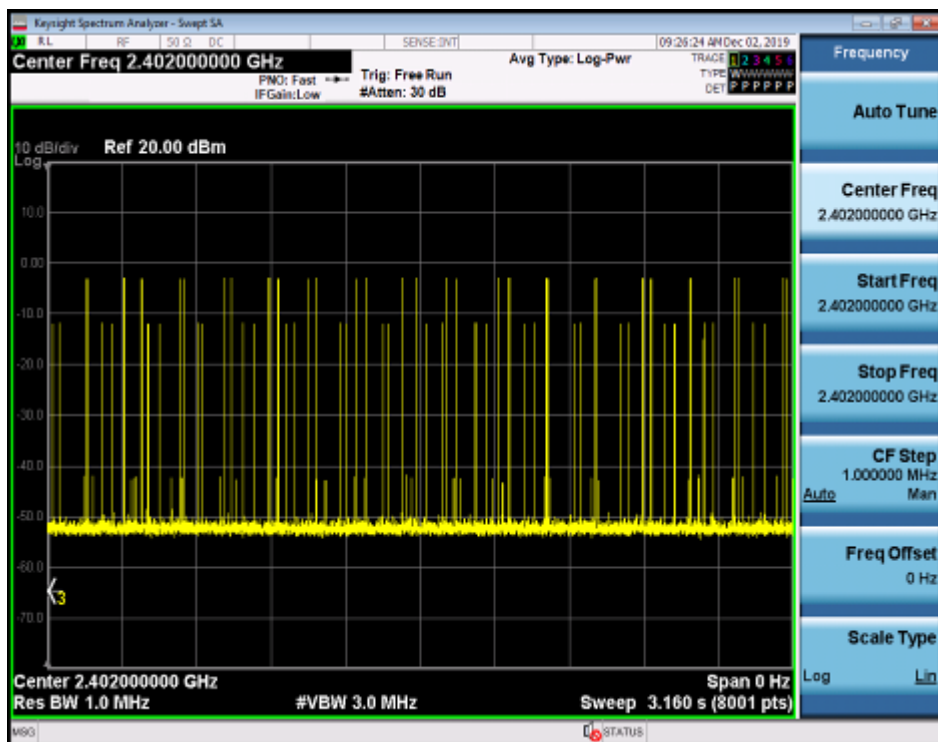 Keysight Spectrum Analyzer - Swept SA
RL RF 50 Ω DC SENSE:INT 09:26:24 AM Dec 02, 2019
Center Freq 2.402000000 GHz
PNO: Fast
IFGain:Low
Trig: Free Run
#Atten: 30 dB
Avg Type: Log-Pwr
TRACE 1 2 3 4 5 6
TYPE WWWWWW
DET P P P P P P
10 dB/div
Log
Ref 20.00 dBm
10.0
0.00
-10.0
-20.0
-30.0
-40.0
-50.0
-60.0
-70.0
3
Center 2.402000000 GHz
Span 0 Hz
Res BW 1.0 MHz
#VBW 3.0 MHz
Sweep 3.160 s (8001 pts)
MSG
STATUS
Frequency
Auto Tune
Center Freq
2.402000000 GHz
Start Freq
2.402000000 GHz
Stop Freq
2.402000000 GHz
CF Step
1.000000 MHz
Auto Man
Freq Offset
0 Hz
Scale Type
Log Lin